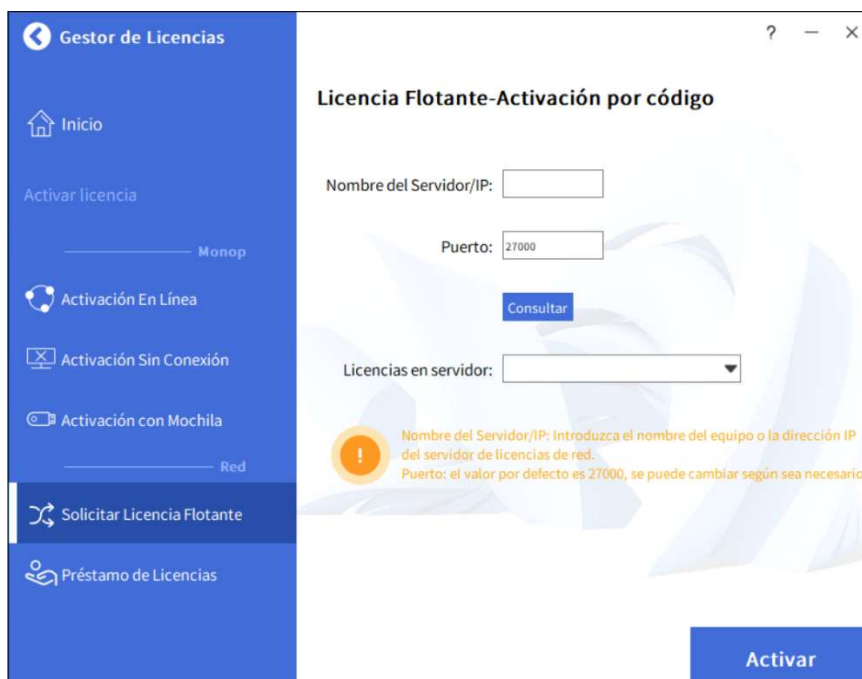 Gestor de Licencias
? — ×
Inicio
Activar licencia
Monop
Activación En Línea
Activación Sin Conexión
Activación con Mochila
Red
Solicitar Licencia Flotante
Préstamo de Licencias
Licencia Flotante-Activación por código
Nombre del Servidor/IP:
Puerto: 27000
Consultar
Licencias en servidor:
Nombre del Servidor/IP: Introduzca el nombre del equipo o la dirección IP
del servidor de licencias de red.
Puerto: el valor por defecto es 27000, se puede cambiar según sea necesario
Activar